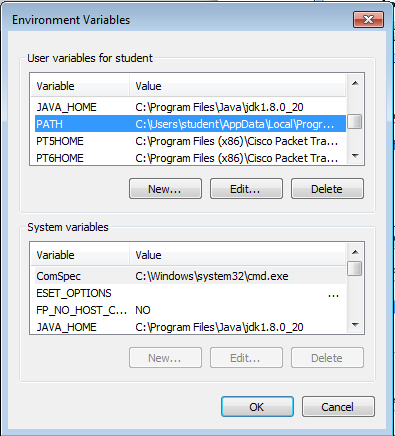 Environment Variables
User variables for student
Variable Value
JAVA_HOME C:\Program Files\Java\jdk1.8.0_20
PATH C:\Users\student\AppData\Local\Progr...
PT5HOME C:\Program Files (x86)\Cisco Packet Tra...
PT6HOME C:\Program Files (x86)\Cisco Packet Tra...
New... Edit... Delete
System variables
Variable Value
ComSpec C:\Windows\system32\cmd.exe
ESET_OPTIONS ...
FP_NO_HOST_C... NO
JAVA_HOME C:\Program Files\Java\jdk1.8.0_20
New... Edit... Delete
OK Cancel